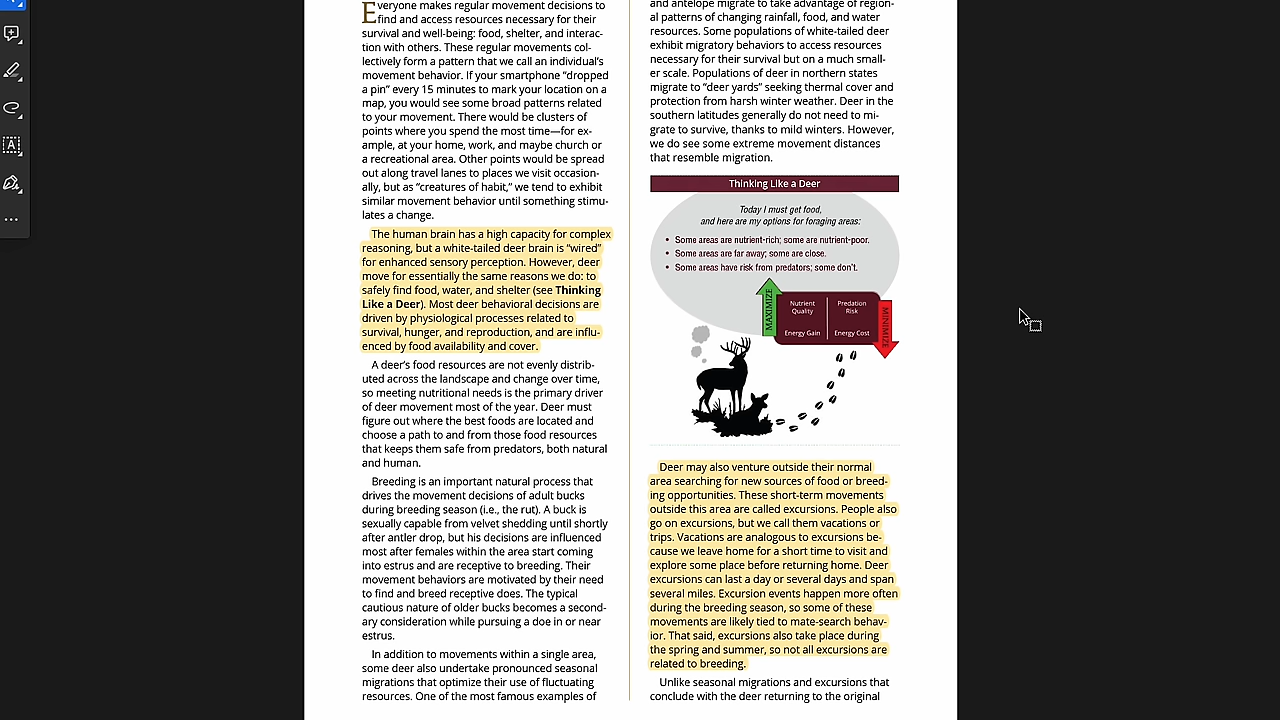 Everyone makes regular movement decisions to
find and access resources necessary for their
survival and well-being: food, shelter, and interac-
tion with others. These regular movements col-
lectively form a pattern that we call an individual’s
movement behavior. If your smartphone “dropped
a pin” every 15 minutes to mark your location on a
map, you would see some broad patterns related
to your movement. There would be clusters of
points where you spend the most time—for ex-
ample, at your home, work, and maybe church or
a recreational area. Other points would be spread
out along travel lanes to places we visit occasion-
ally, but as “creatures of habit,” we tend to exhibit
similar movement behavior until something stimu-
lates a change.
The human brain has a high capacity for complex
reasoning, but a white-tailed deer brain is “wired”
for enhanced sensory perception. However, deer
move for essentially the same reasons we do: to
safely find food, water, and shelter (see Thinking
Like a Deer). Most deer behavioral decisions are
driven by physiological processes related to
survival, hunger, and reproduction, and are influ-
enced by food availability and cover.
A deer’s food resources are not evenly distrib-
uted across the landscape and change over time,
so meeting nutritional needs is the primary driver
of deer movement most of the year. Deer must
figure out where the best foods are located and
choose a path to and from those food resources
that keeps them safe from predators, both natural
and human.
Breeding is an important natural process that
drives the movement decisions of adult bucks
during breeding season (i.e., the rut). A buck is
sexually capable from velvet shedding until shortly
after antler drop, but his decisions are influenced
most after females within the area start coming
into estrus and are receptive to breeding. Their
movement behaviors are motivated by their need
to find and breed receptive does. The typical
cautious nature of older bucks becomes a second-
ary consideration while pursuing a doe in or near
estrus.
In addition to movements within a single area,
some deer also undertake pronounced seasonal
migrations that optimize their use of fluctuating
resources. One of the most famous examples of
and antelope migrate to take advantage of region-
al patterns of changing rainfall, food, and water
resources. Some populations of white-tailed deer
exhibit migratory behaviors to access resources
necessary for their survival but on a much small-
er scale. Populations of deer in northern states
migrate to “deer yards” seeking thermal cover and
protection from harsh winter weather. Deer in the
southern latitudes generally do not need to mi-
grate to survive, thanks to mild winters. However,
we do see some extreme movement distances
that resemble migration.
Thinking Like a Deer
Today I must get food,
and here are my options for foraging areas:
• Some areas are nutrient-rich; some are nutrient-poor.
• Some areas are far away; some are close.
• Some areas have risk from predators; some don’t.
MAXIMIZE
Nutrient
Quality
Energy Gain
Predation
Risk
Energy Cost
MINIMIZE
Deer may also venture outside their normal
area searching for new sources of food or breed-
ing opportunities. These short-term movements
outside this area are called excursions. People also
go on excursions, but we call them vacations or
trips. Vacations are analogous to excursions be-
cause we leave home for a short time to visit and
explore some place before returning home. Deer
excursions can last a day or several days and span
several miles. Excursion events happen more often
during the breeding season, so some of these
movements are likely tied to mate-search behav-
ior. That said, excursions also take place during
the spring and summer, so not all excursions are
related to breeding.
Unlike seasonal migrations and excursions that
conclude with the deer returning to the original